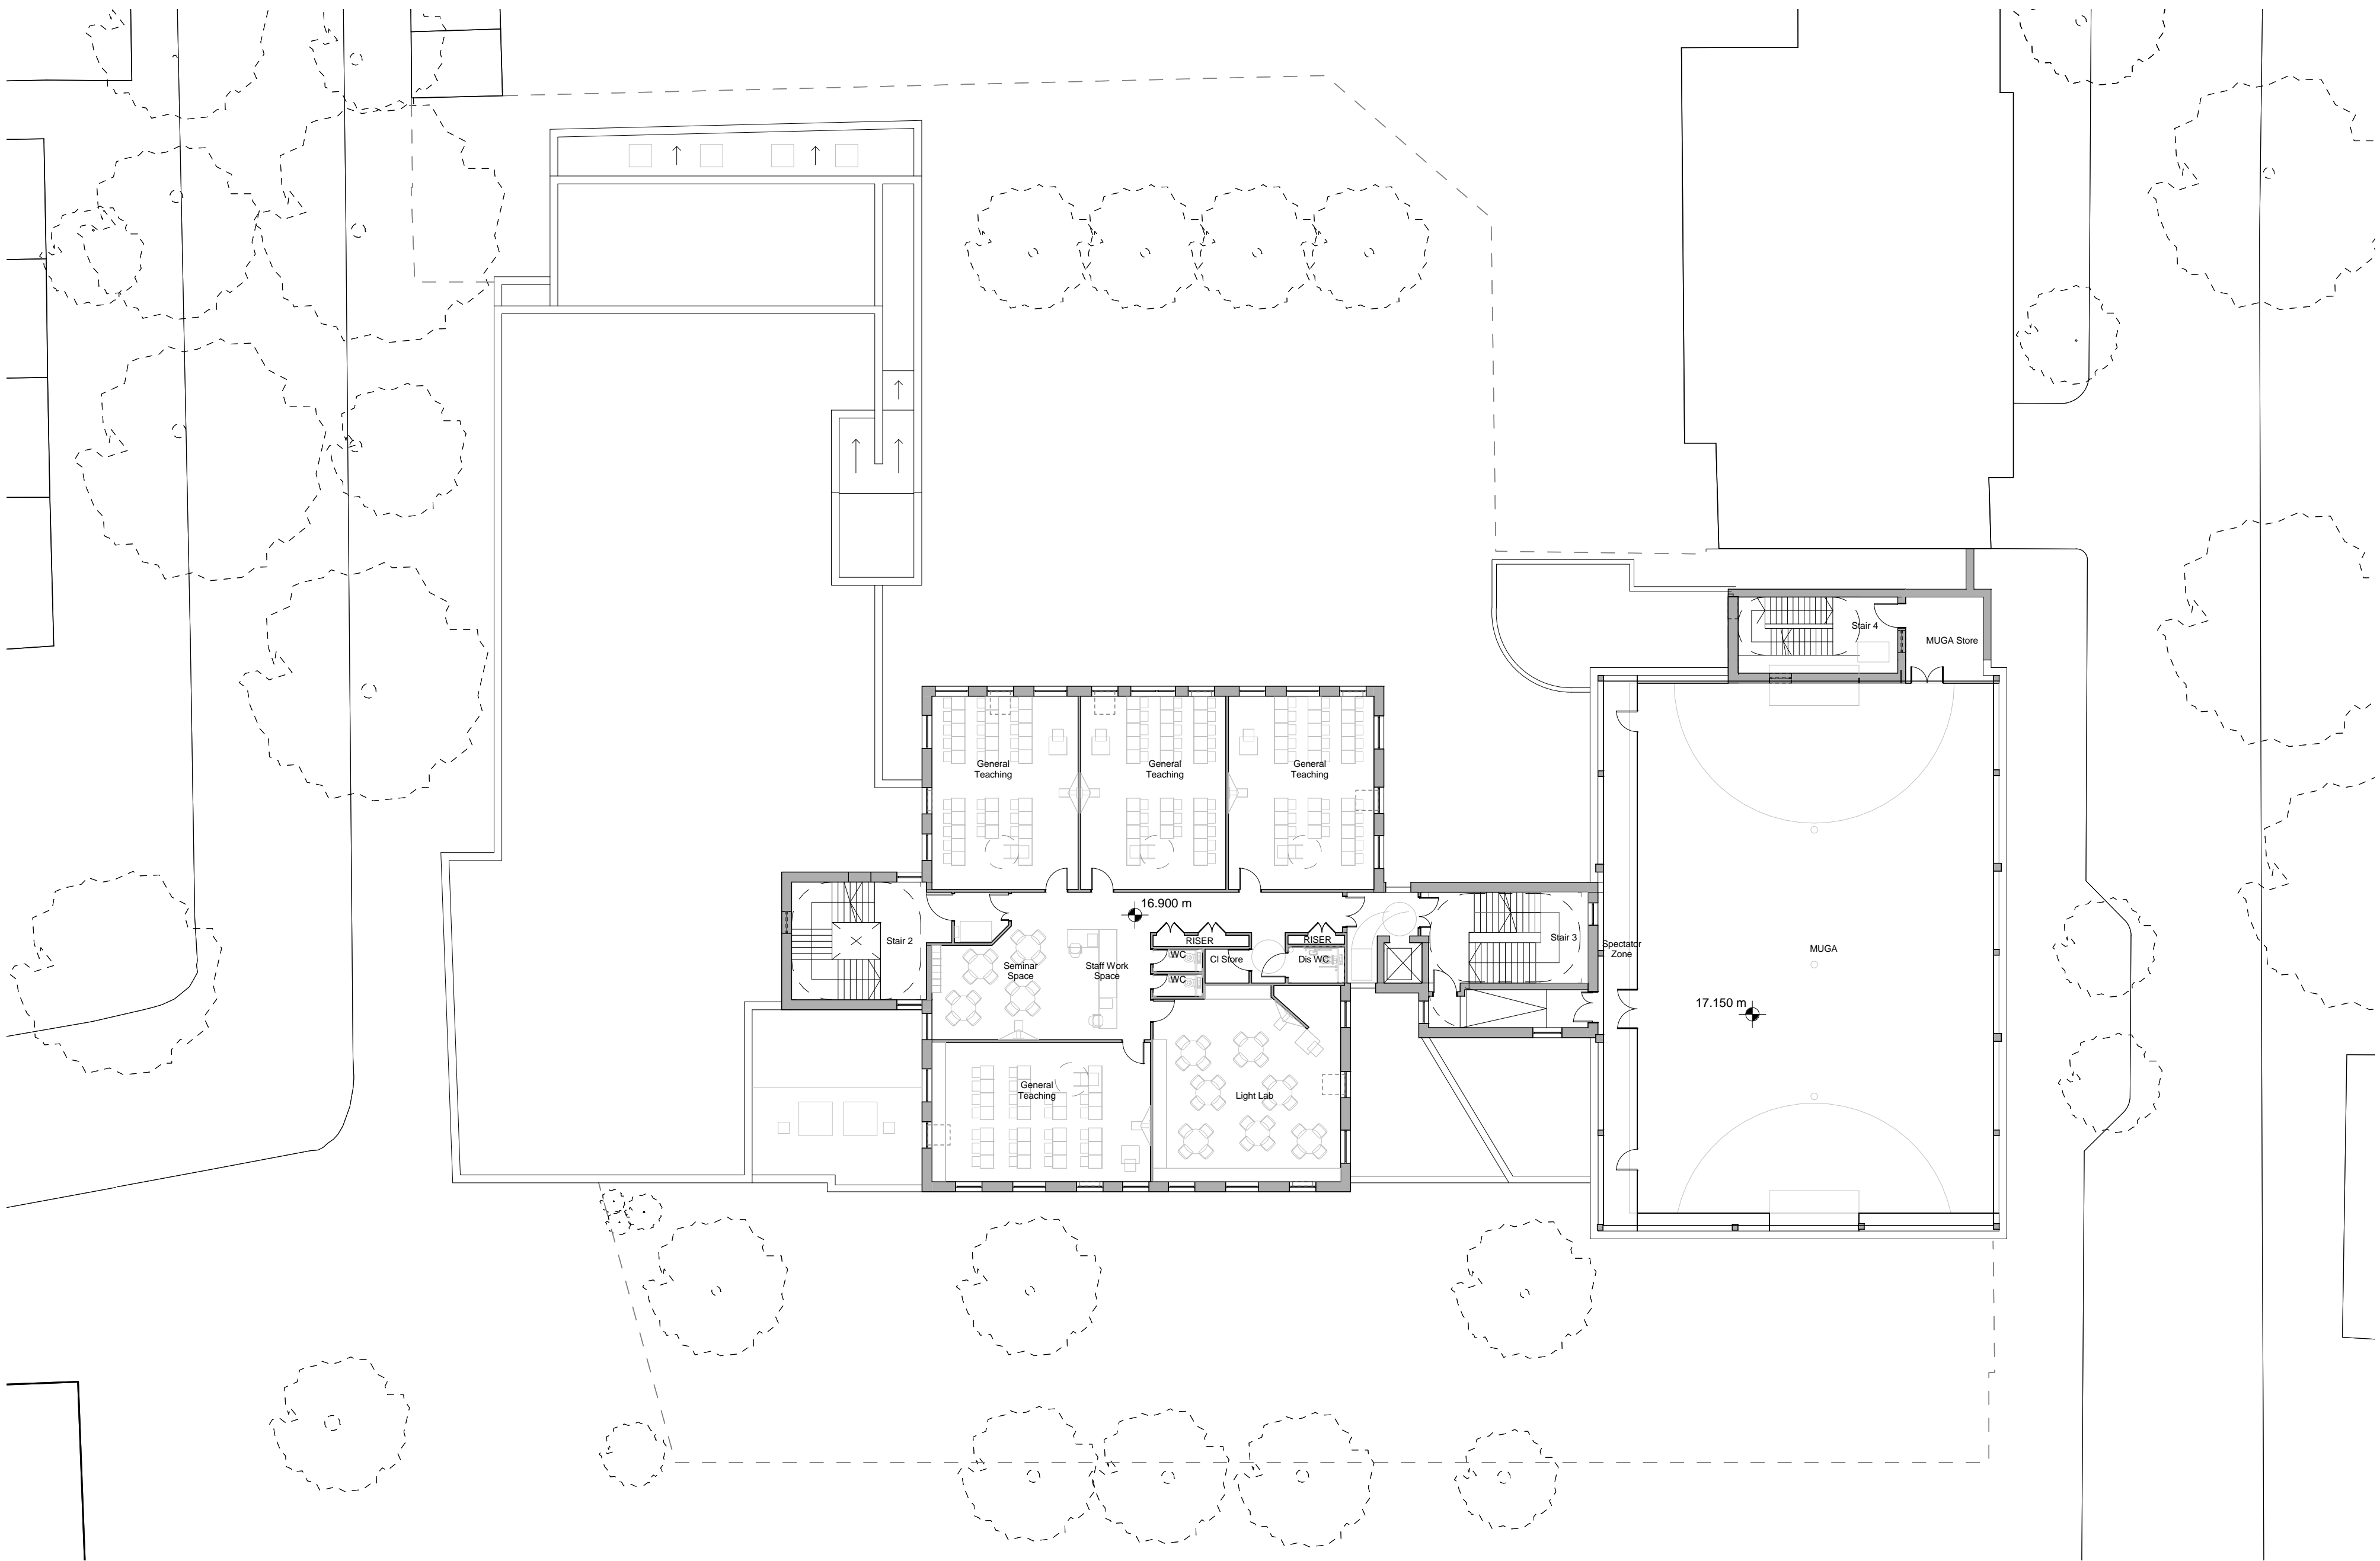 Stair 4
MUGA Store
General
Teaching
General
Teaching
General
Teaching
16.900 m
Stair 2
RISER
RISER
Stair 3
Spectator
Zone
MUGA
WC
Cl Store
Dis WC
Seminar
Space
Staff Work
Space
WC
17.150 m
General
Teaching
Light Lab